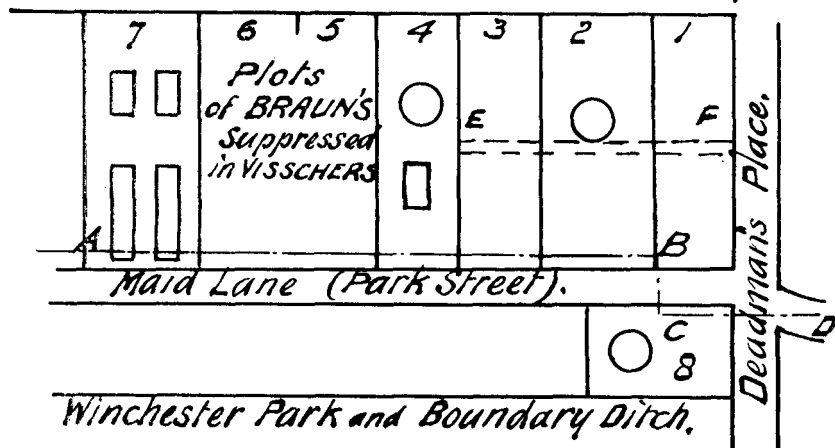 7 6 5 4 3 2 1
Plots
of BRAUN'S
Suppressed
in VISSCHERS
E F
A B
Maid Lane (Park Street).
C D
8
Deadmans Place.
Winchester Park and Boundary Ditch.